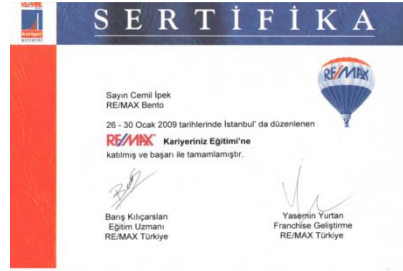 SERTİFİKA
RE/MAX
Sayın Cemil İpek
RE/MAX Bento
26 - 30 Ocak 2009 tarihlerinde İstanbul' da düzenlenen
RE/MAX Kariyeriniz Eğitimi'ne
katılmış ve başarı ile tamamlamıştır.
Barış Kılıçarslan
Eğitim Uzmanı
RE/MAX Türkiye
Yasemin Yurtan
Franchise Geliştirme
RE/MAX Türkiye